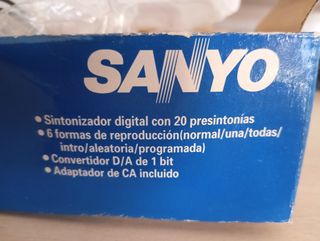 SANYO
• Sintonizador digital con 20 presintonías
• 6 formas de reproducción(normal/una/todas/
intro/aleatoria/programada)
• Convertidor D/A de 1 bit
• Adaptador de CA incluido